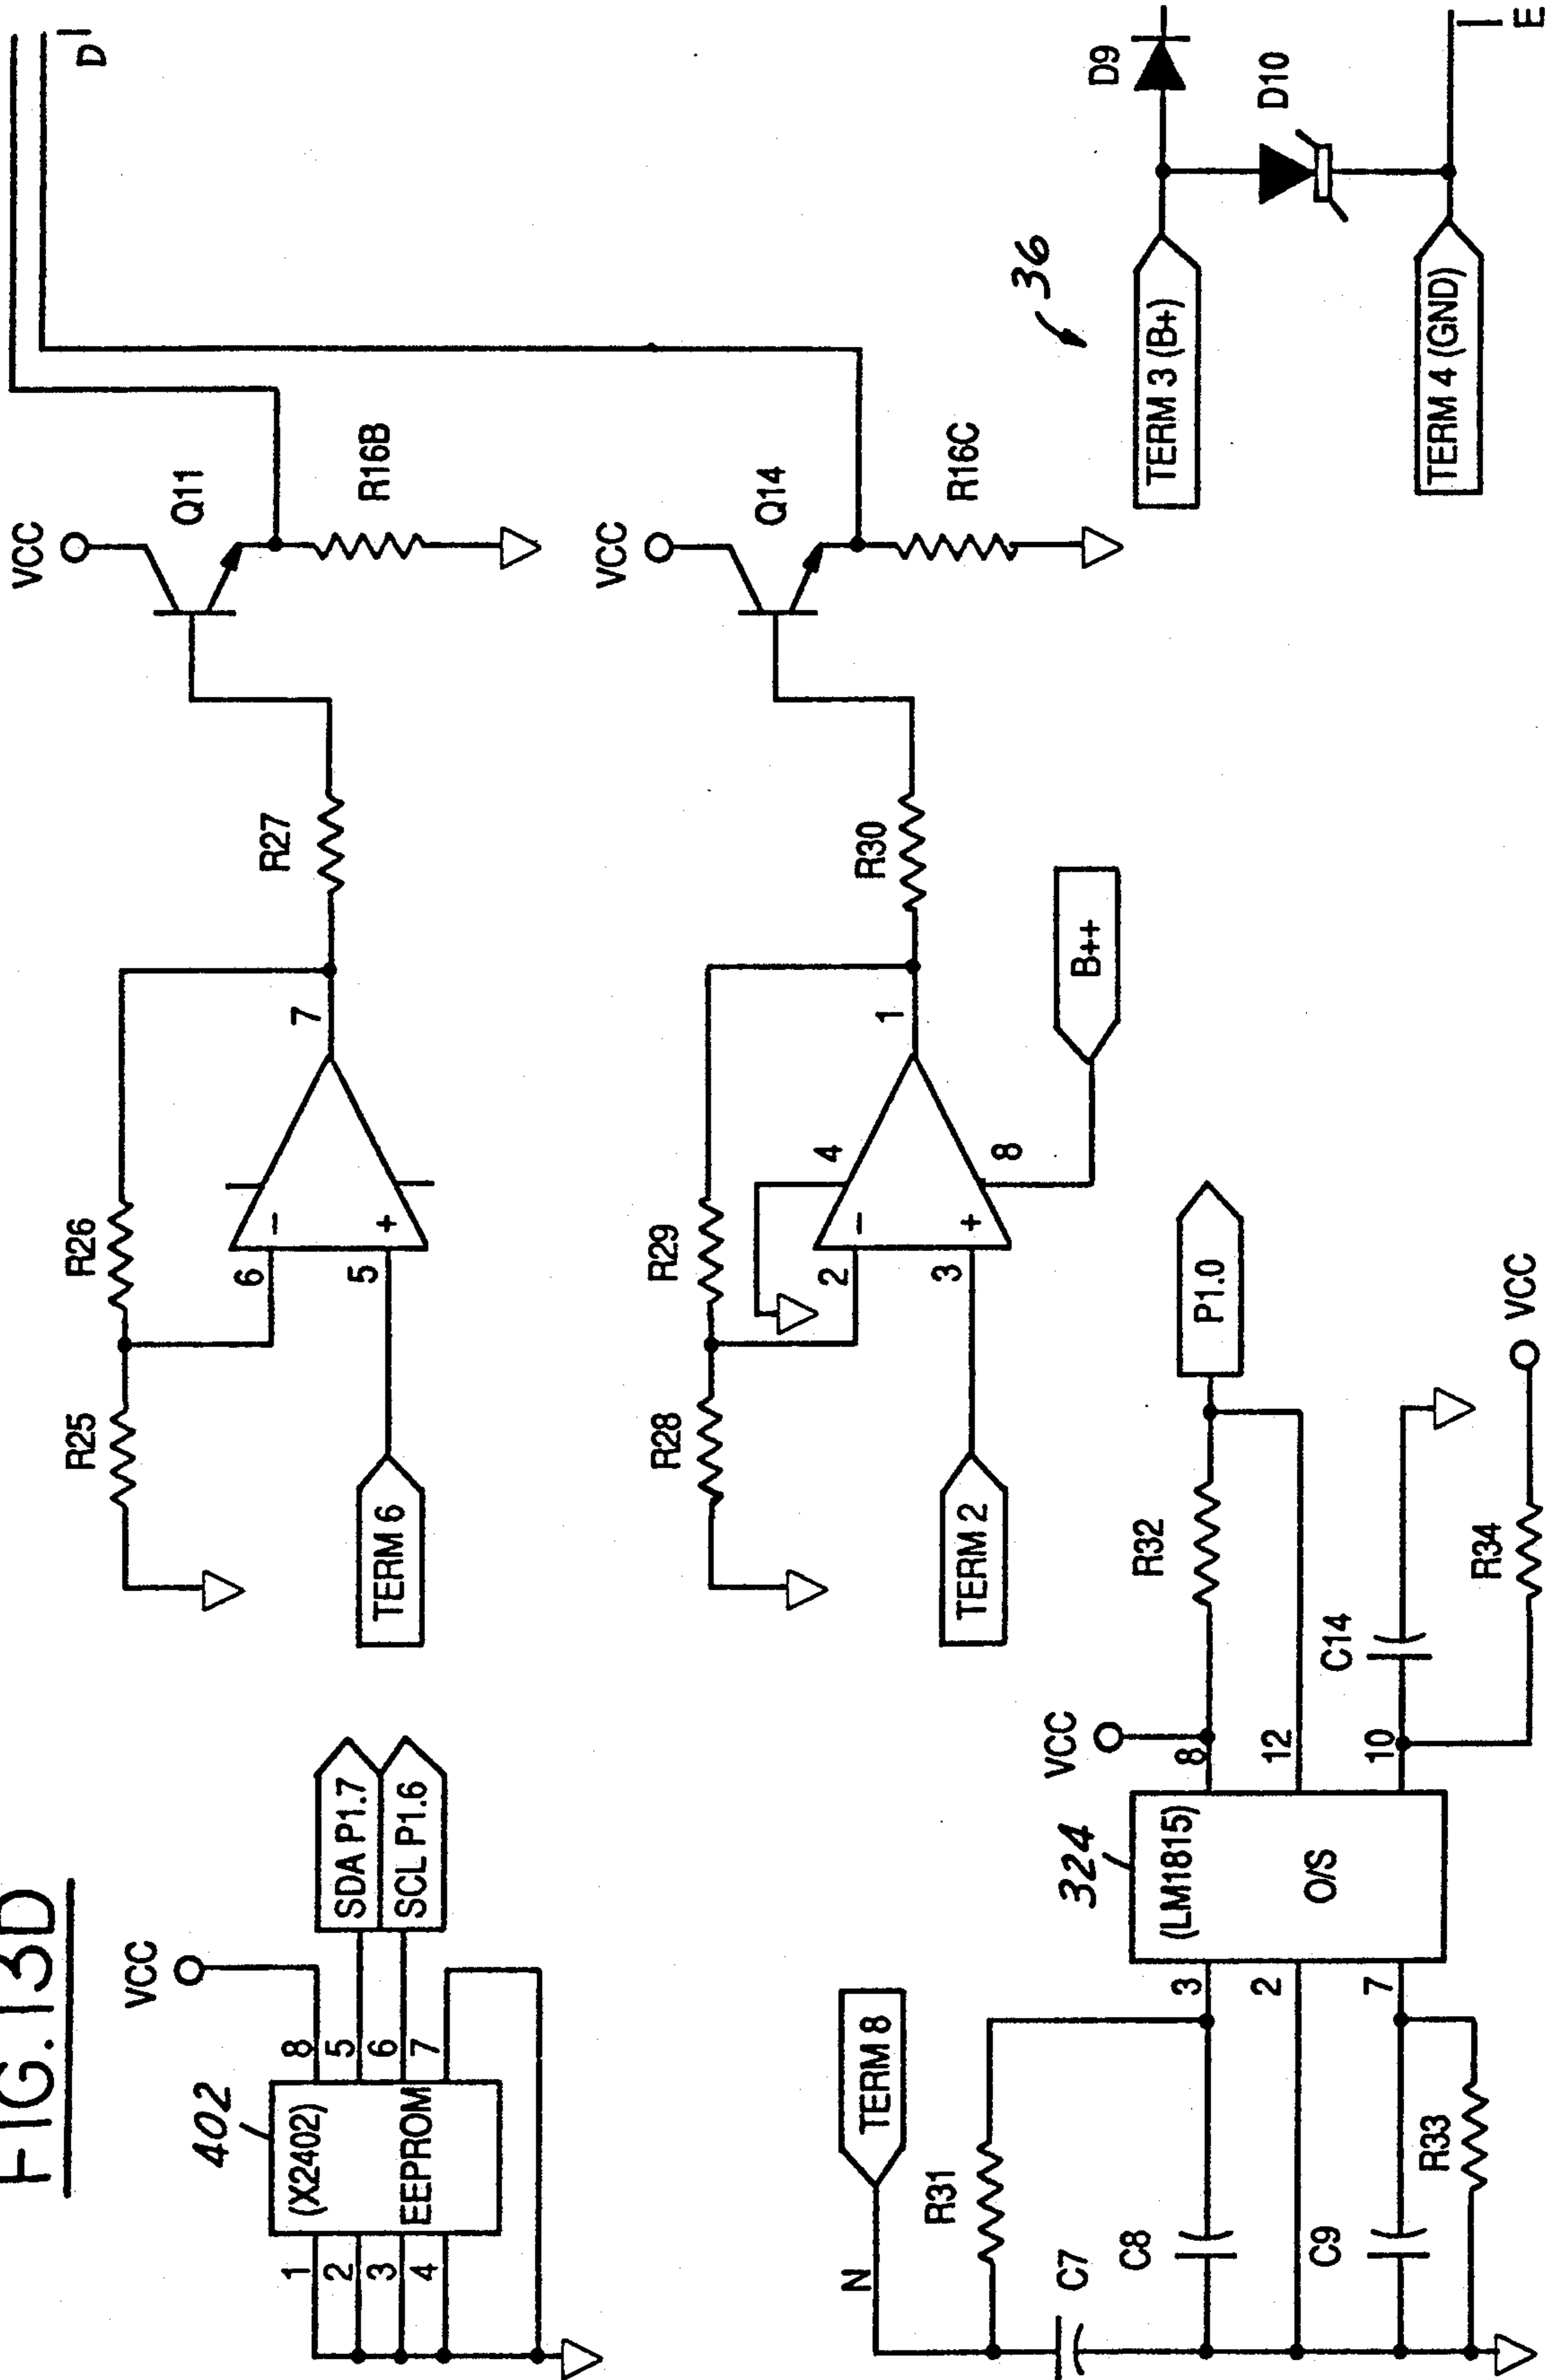 FIG. 13D
402
(X2402)
EEPROM
1
2
3
4
8
5
6
7
VCC
SDA P1.7
SCL P1.6
R25
R26
6
5
7
TERM 6
R27
VCC
Q11
R16B
D
R28
R29
2
3
4
8
1
TERM 2
B++
R30
VCC
Q14
R16C
N
TERM 8
R31
C7
C8
C9
R33
3
2
7
324
(LM1815)
O/S
8
12
10
VCC
R32
P1.0
C14
R34
VCC
36
TERM 3 (B+)
TERM 4 (GND)
D9
D10
E